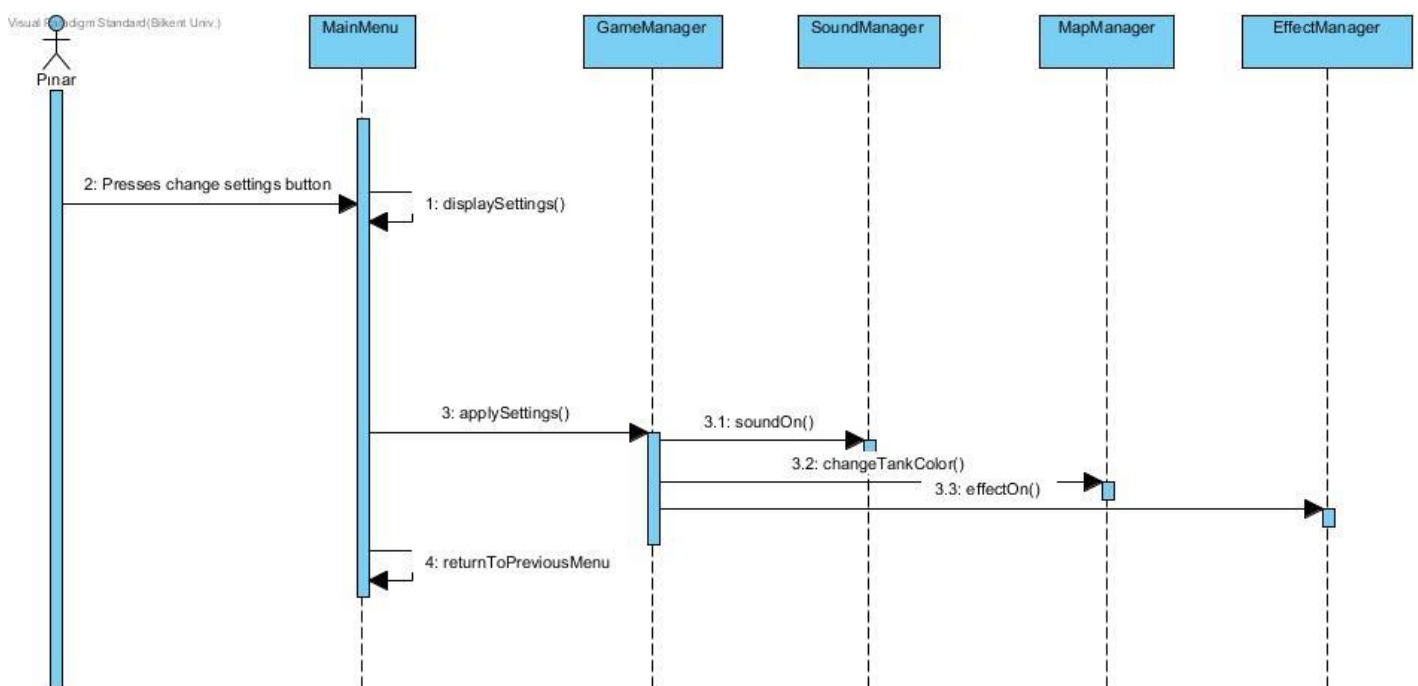 Visual Paradigm Standard(Bilkent Univ.)
Pınar
MainMenu
GameManager
SoundManager
MapManager
EffectManager
2: Presses change settings button
1: displaySettings()
3: applySettings()
3.1: soundOn()
3.2: changeTankColor()
3.3: effectOn()
4: returnToPreviousMenu